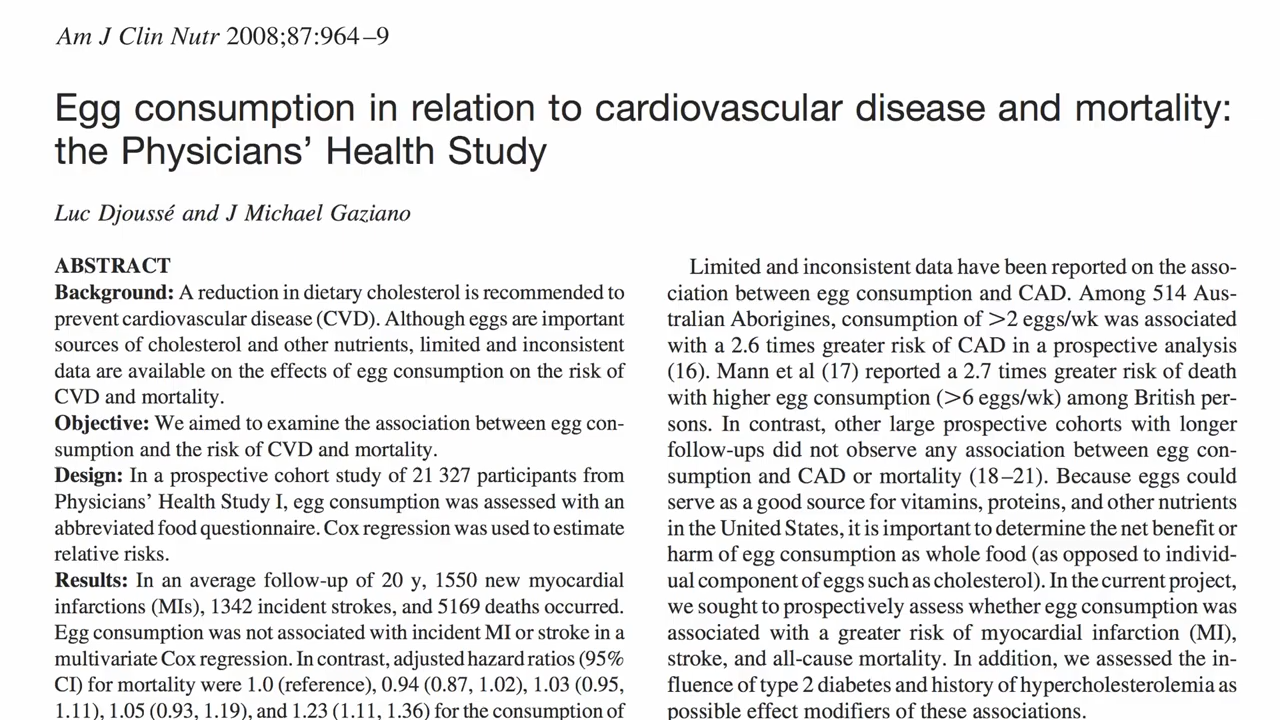 Am J Clin Nutr 2008;87:964–9
Egg consumption in relation to cardiovascular disease and mortality:
the Physicians’ Health Study
Luc Djoussé and J Michael Gaziano
ABSTRACT
Background: A reduction in dietary cholesterol is recommended to
prevent cardiovascular disease (CVD). Although eggs are important
sources of cholesterol and other nutrients, limited and inconsistent
data are available on the effects of egg consumption on the risk of
CVD and mortality.
Objective: We aimed to examine the association between egg con-
sumption and the risk of CVD and mortality.
Design: In a prospective cohort study of 21 327 participants from
Physicians’ Health Study I, egg consumption was assessed with an
abbreviated food questionnaire. Cox regression was used to estimate
relative risks.
Results: In an average follow-up of 20 y, 1550 new myocardial
infarctions (MIs), 1342 incident strokes, and 5169 deaths occurred.
Egg consumption was not associated with incident MI or stroke in a
multivariate Cox regression. In contrast, adjusted hazard ratios (95%
CI) for mortality were 1.0 (reference), 0.94 (0.87, 1.02), 1.03 (0.95,
1.11), 1.05 (0.93, 1.19), and 1.23 (1.11, 1.36) for the consumption of
Limited and inconsistent data have been reported on the asso-
ciation between egg consumption and CAD. Among 514 Aus-
tralian Aborigines, consumption of >2 eggs/wk was associated
with a 2.6 times greater risk of CAD in a prospective analysis
(16). Mann et al (17) reported a 2.7 times greater risk of death
with higher egg consumption (>6 eggs/wk) among British per-
sons. In contrast, other large prospective cohorts with longer
follow-ups did not observe any association between egg con-
sumption and CAD or mortality (18–21). Because eggs could
serve as a good source for vitamins, proteins, and other nutrients
in the United States, it is important to determine the net benefit or
harm of egg consumption as whole food (as opposed to individ-
ual component of eggs such as cholesterol). In the current project,
we sought to prospectively assess whether egg consumption was
associated with a greater risk of myocardial infarction (MI),
stroke, and all-cause mortality. In addition, we assessed the in-
fluence of type 2 diabetes and history of hypercholesterolemia as
possible effect modifiers of these associations.